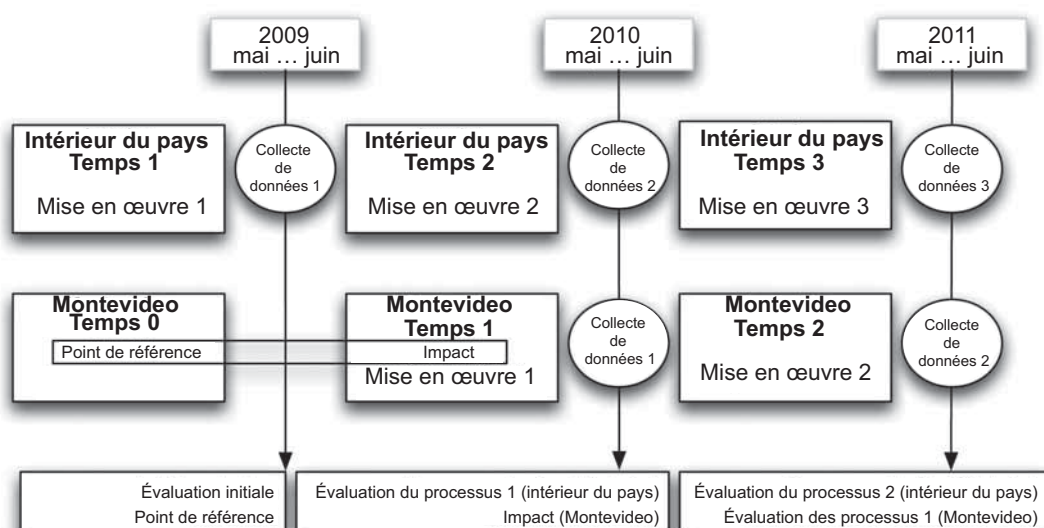 2009
mai … juin
2010
mai … juin
2011
mai … juin
Intérieur du pays
Temps 1
Mise en œuvre 1
Collecte
de
données 1
Intérieur du pays
Temps 2
Mise en œuvre 2
Collecte
de
données 2
Intérieur du pays
Temps 3
Mise en œuvre 3
Collecte
de
données 3
Montevideo
Temps 0
Point de référence
Montevideo
Temps 1
Impact
Mise en œuvre 1
Collecte
de
données 1
Montevideo
Temps 2
Mise en œuvre 2
Collecte
de
données 2
Évaluation initiale
Point de référence
Évaluation du processus 1 (intérieur du pays)
Impact (Montevideo)
Évaluation du processus 2 (intérieur du pays)
Évaluation des processus 1 (Montevideo)